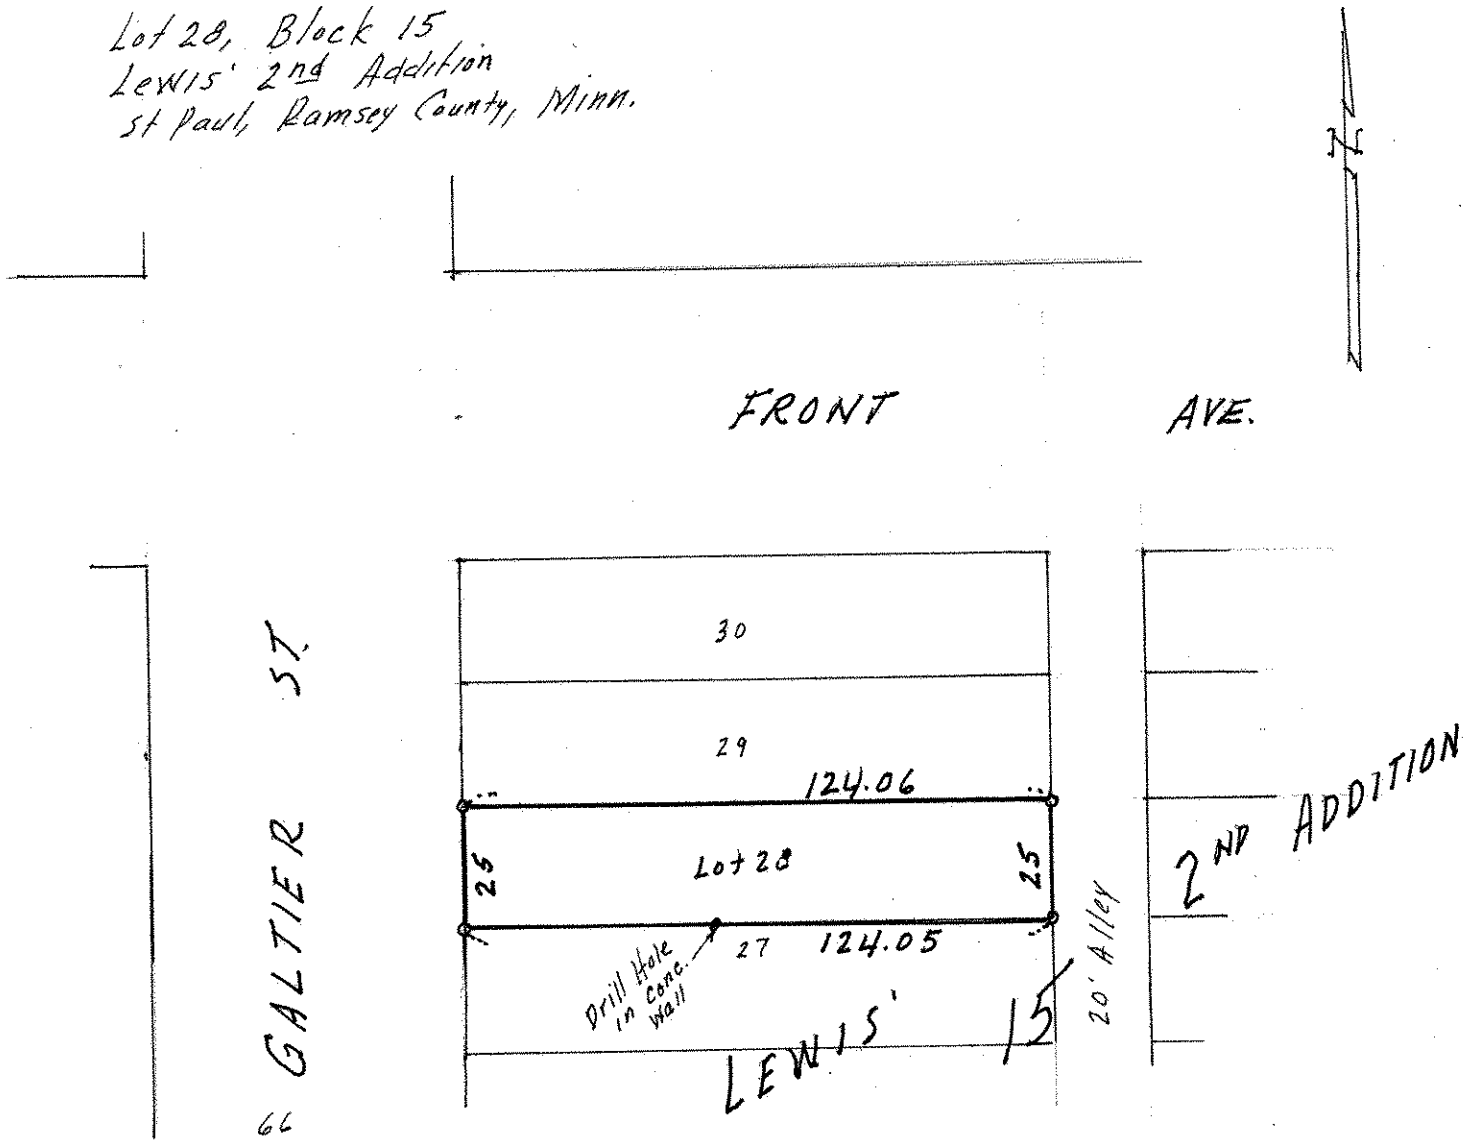 Lot 28, Block 15
Lewis' 2nd Addition
St Paul, Ramsey County, Minn.
N
FRONT AVE.
GALTIER ST.
66
30
29
124.06
25
Lot 28
25
27
124.05
Drill Hole
in Conc.
Wall
20' Alley
LEWIS' 2ND ADDITION
15